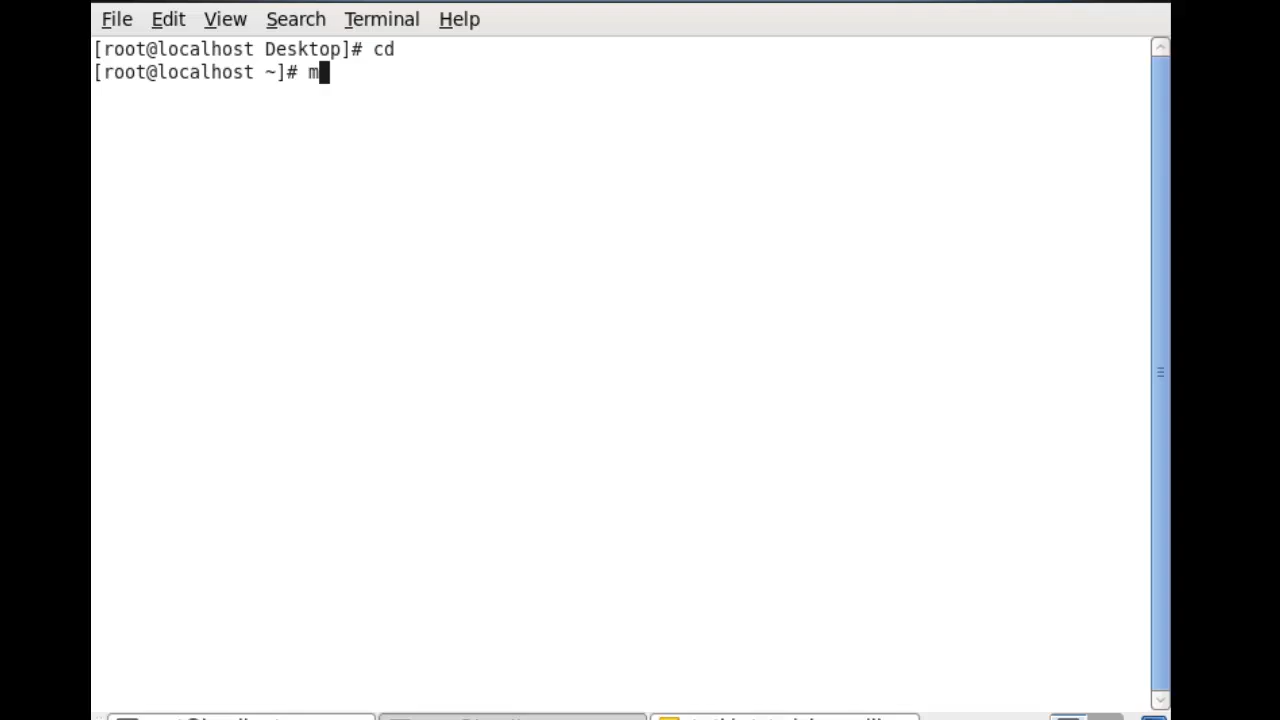 File Edit View Search Terminal Help
[root@localhost Desktop]# cd
[root@localhost ~]# m